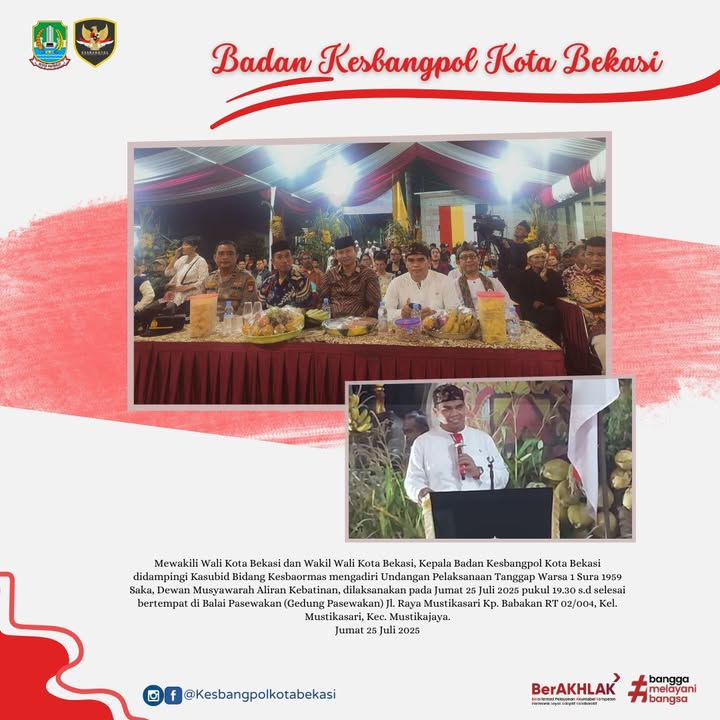 Badan Kesbangpol Kota Bekasi
Mewakili Wali Kota Bekasi dan Wakil Wali Kota Bekasi, Kepala Badan Kesbangpol Kota Bekasi
didampingi Kasubid Bidang Kesbaormas mengadiri Undangan Pelaksanaan Tanggap Warsa 1 Sura 1959
Saka, Dewan Musyawarah Aliran Kebatinan, dilaksanakan pada Jumat 25 Juli 2025 pukul 19.30 s.d selesai
bertempat di Balai Pasewakan (Gedung Pasewakan) Jl. Raya Mustikasari Kp. Babakan RT 02/004, Kel.
Mustikasari, Kec. Mustikajaya.
Jumat 25 Juli 2025
@Kesbangpolkotabekasi
BerAKHLAK
#bangga
melayani
bangsa